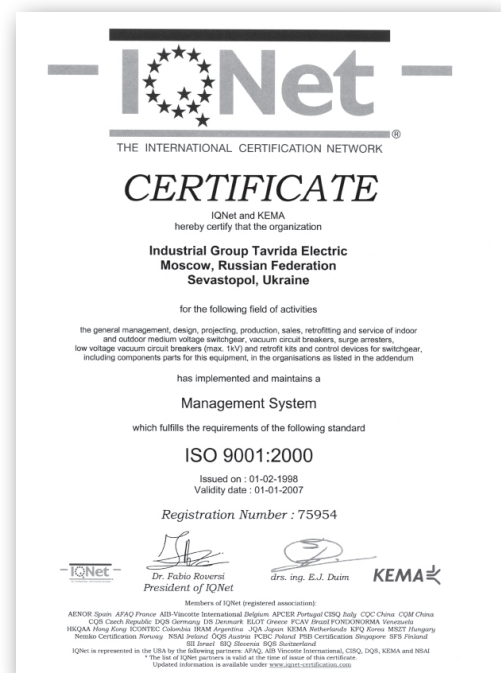 IQNet
®
THE INTERNATIONAL CERTIFICATION NETWORK
CERTIFICATE
IQNet and KEMA
hereby certify that the organization
Industrial Group Tavrida Electric
Moscow, Russian Federation
Sevastopol, Ukraine
for the following field of activities
the general management, design, projecting, production, sales, retrofitting and service of indoor
and outdoor medium voltage switchgear, vacuum circuit breakers, surge arresters,
low voltage vacuum circuit breakers (max. 1kV) and retrofit kits and control devices for switchgear,
including components parts for this equipment, in the organisations as listed in the addendum
has implemented and maintains a
Management System
which fulfills the requirements of the following standard
ISO 9001:2000
Issued on : 01-02-1998
Validity date : 01-01-2007
Registration Number : 75954
IQNet
Dr. Fabio Roversi
President of IQNet
drs. ing. E.J. Duim
KEMA
Members of IQNet (registered association):
AENOR Spain AFAQ France AIB-Vincotte International Belgium APCER Portugal CISQ Italy CQC China CQM China
CQS Czech Republic DQS Germany DS Denmark ELOT Greece FCAV Brazil FONDONORMA Venezuela
HKQAA Hong Kong ICONTEC Colombia IRAM Argentina JQA Japan KEMA Netherlands KFQ Korea MSZT Hungary
Nemko Certification Norway NSAI Ireland ÖQS Austria PCBC Poland PSB Certification Singapore SFS Finland
SII Israel SIQ Slovenia SQS Switzerland
IQNet is represented in the USA by the following partners: AFAQ, AIB Vincotte International, CISQ, DQS, KEMA and NSAI
* The list of IQNet partners is valid at the time of issue of this certificate.
Updated information is available under www.iqnet-certification.com